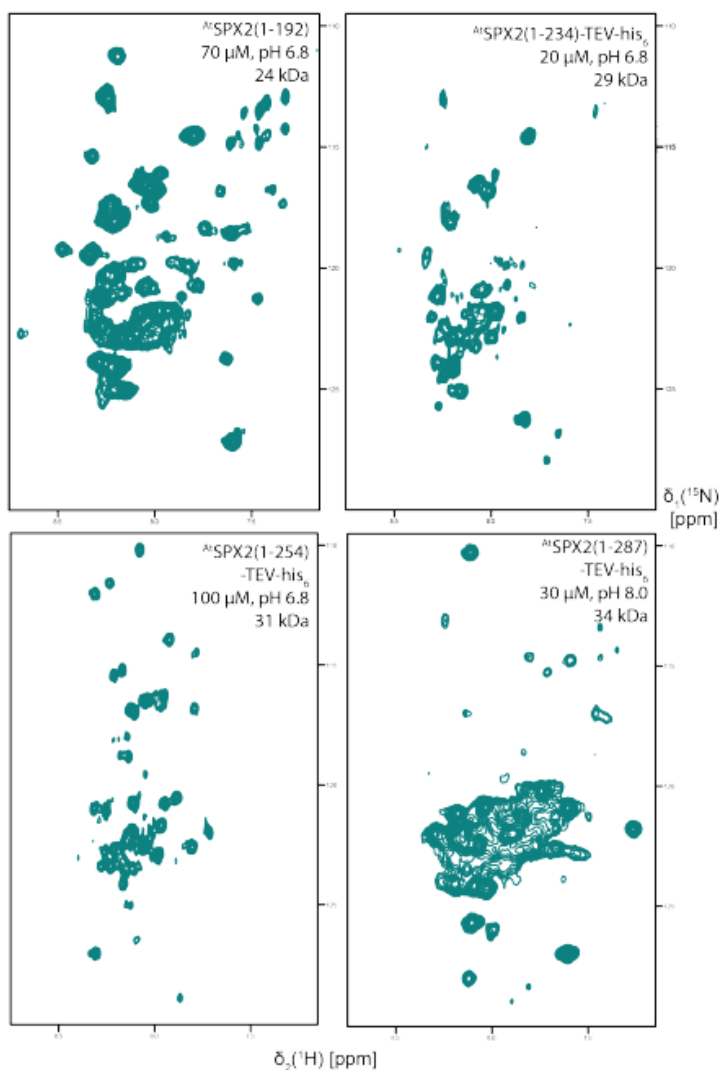 AtSPX2(1-192)
70 µM, pH 6.8
24 kDa
AtSPX2(1-234)-TEV-his6
20 µM, pH 6.8
29 kDa
δ1(15N)
[ppm]
AtSPX2(1-254)
-TEV-his6
100 µM, pH 6.8
31 kDa
AtSPX2(1-287)
-TEV-his6
30 µM, pH 8.0
34 kDa
δ2(1H) [ppm]